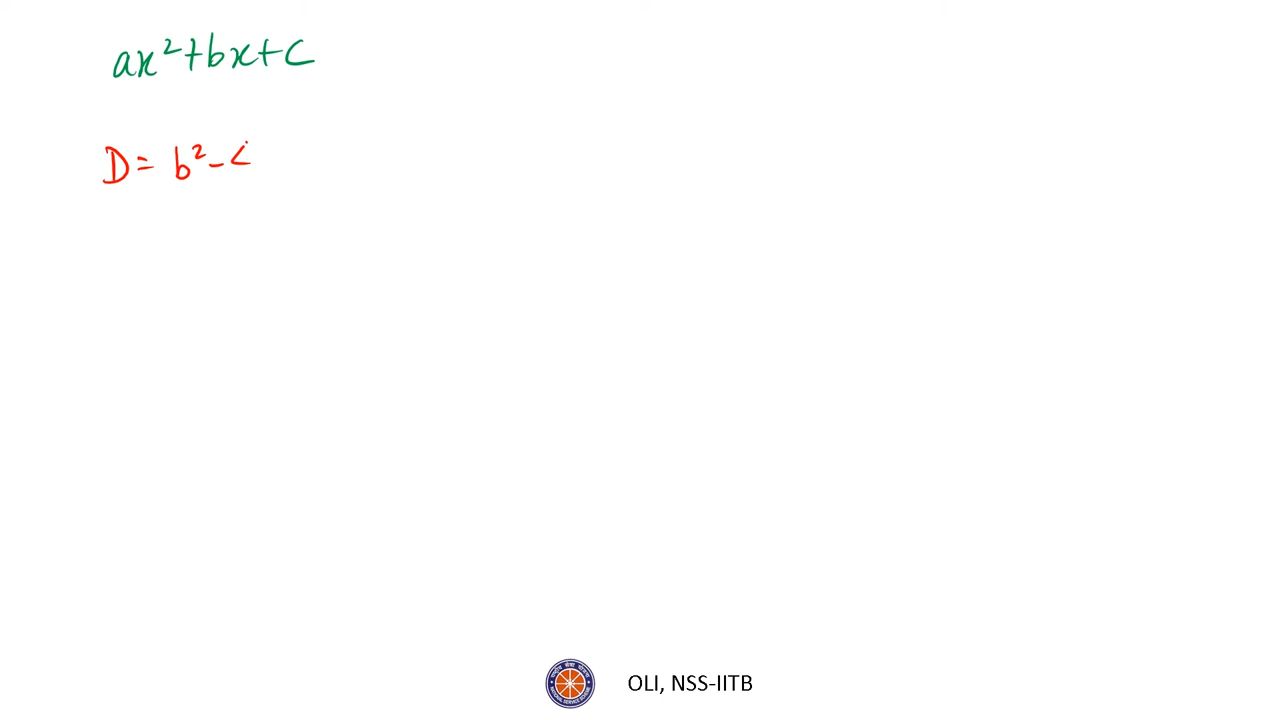 ax²+bx+c
D= b²-
OLI, NSS-IITB